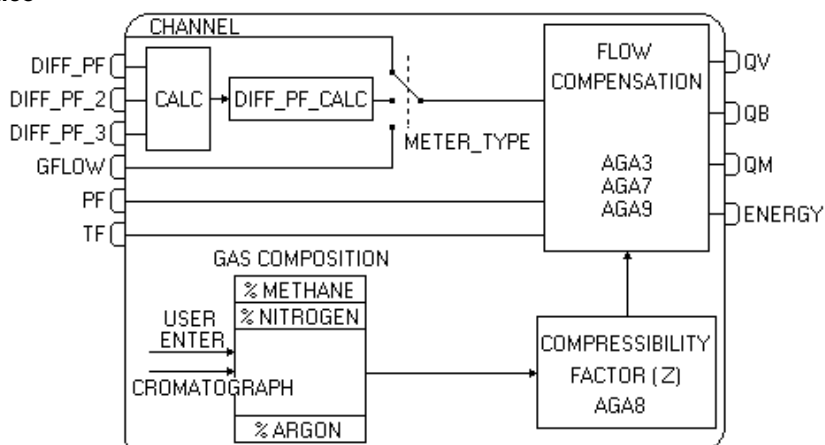 CHANNEL
DIFF_PF
DIFF_PF_2
DIFF_PF_3
GFLOW
PF
TF
CALC
DIFF_PF_CALC
METER_TYPE
FLOW
COMPENSATION
AGA3
AGA7
AGA9
QV
QB
QM
ENERGY
GAS COMPOSITION
% METHANE
% NITROGEN
USER
ENTER
CROMATOGRAPH
% ARGON
COMPRESSIBILITY
FACTOR (Z)
AGA8